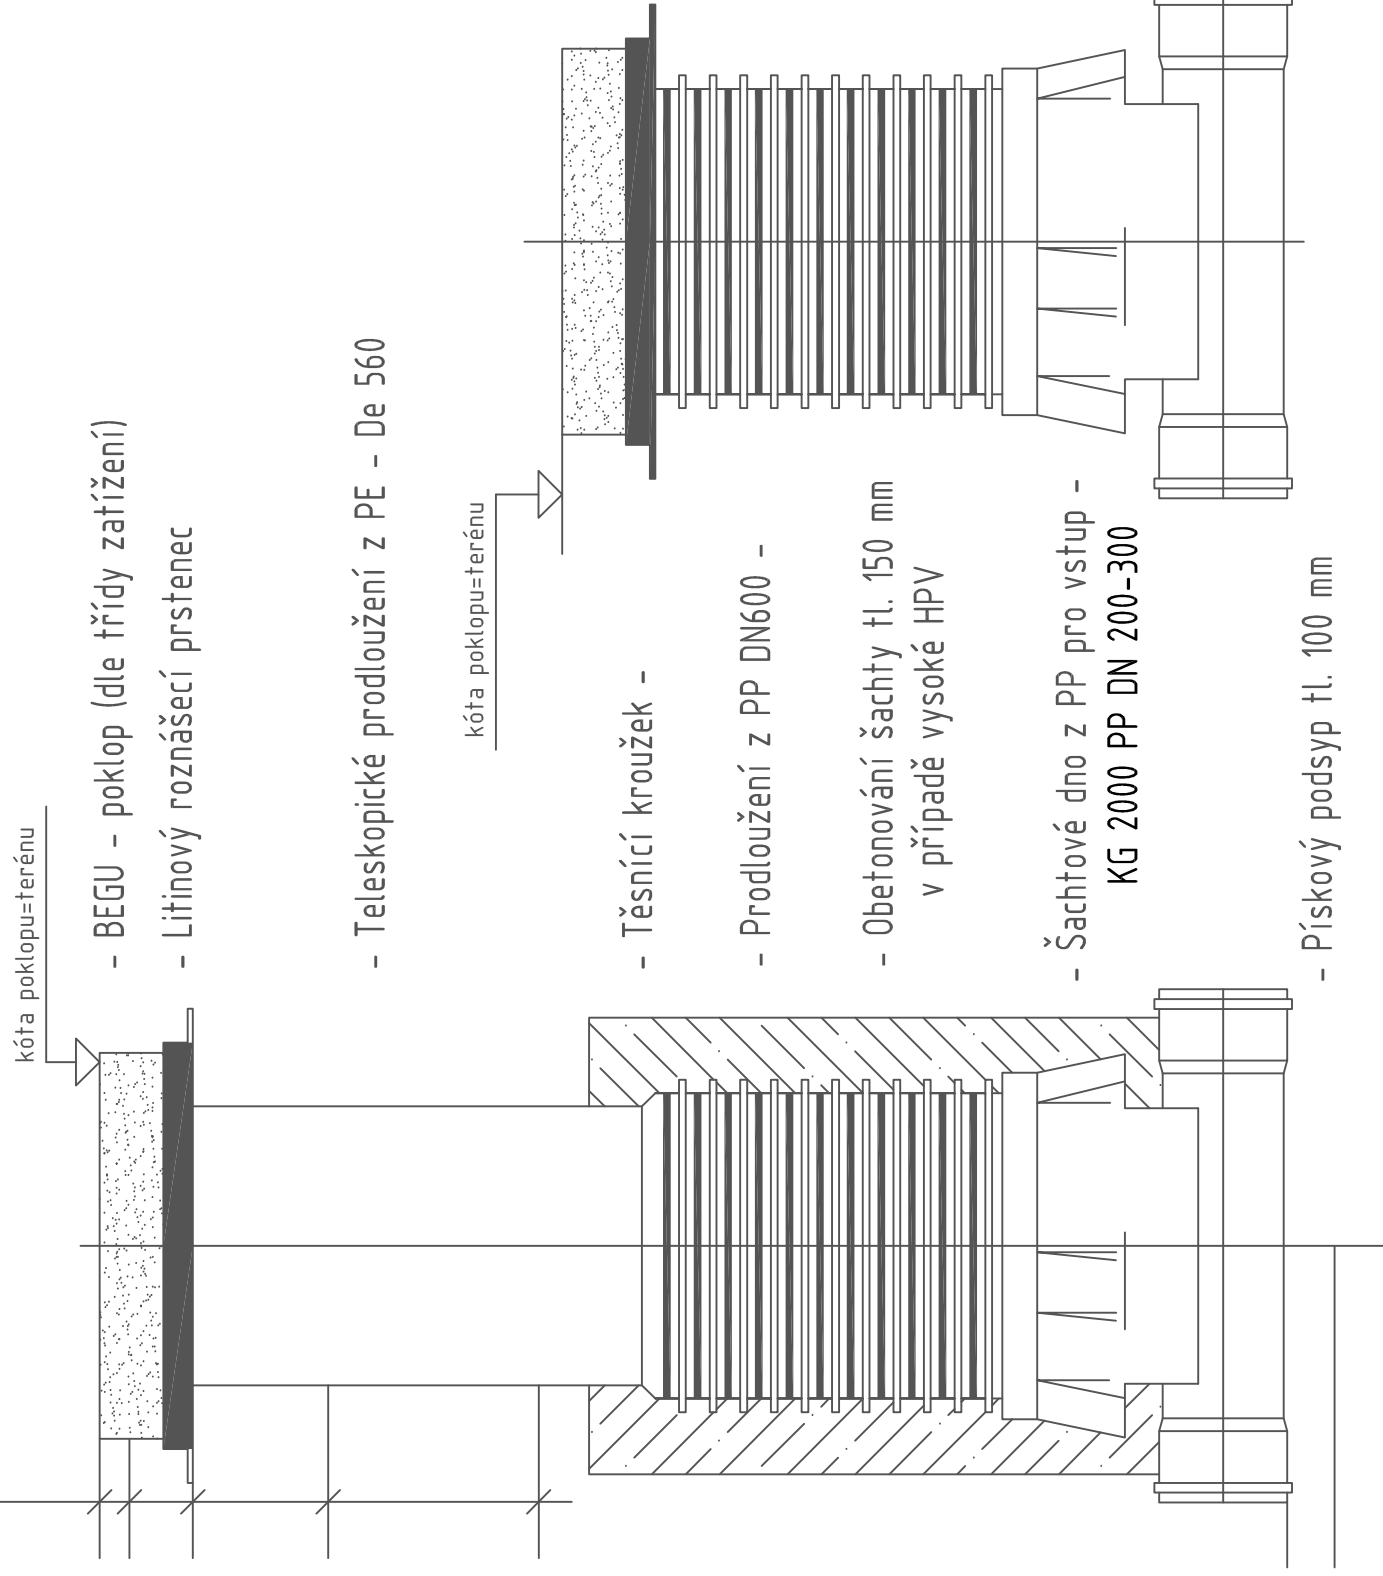 kóta poklopu=terénu
- BEGU - poklop (dle třídy zatížení)
- Litinový roznášecí prstenec
- Teleskopické prodloužení z PE - De 560
kóta poklopu=terénu
- Těsnící kroužek -
- Prodloužení z PP DN600 -
- Obetonování šachty tl. 150 mm
v případě vysoké HPV
- Šachtové dno z PP pro vstup -
KG 2000 PP DN 200-300
- Pískový podsyp tl. 100 mm